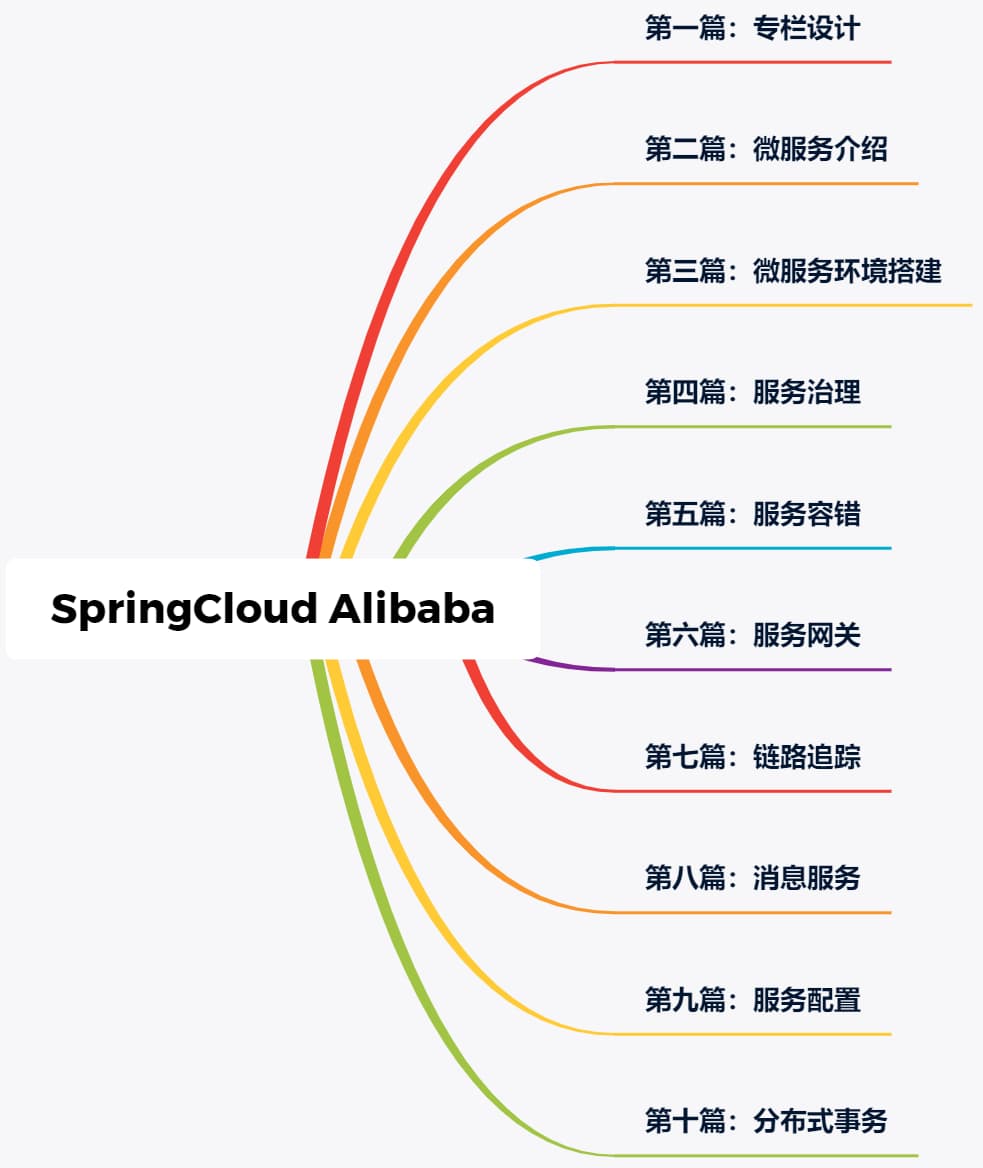 第一篇：专栏设计
第二篇：微服务介绍
第三篇：微服务环境搭建
第四篇：服务治理
第五篇：服务容错
SpringCloud Alibaba
第六篇：服务网关
第七篇：链路追踪
第八篇：消息服务
第九篇：服务配置
第十篇：分布式事务